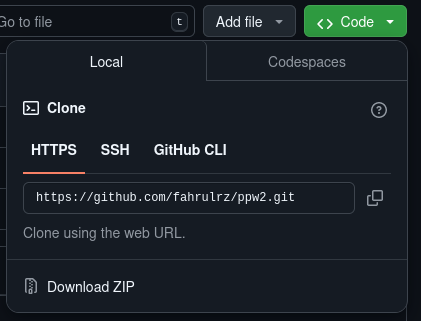 Go to file t Add file Code
Local Codespaces
Clone
HTTPS SSH GitHub CLI
https://github.com/fahrulrz/ppw2.git
Clone using the web URL.
Download ZIP